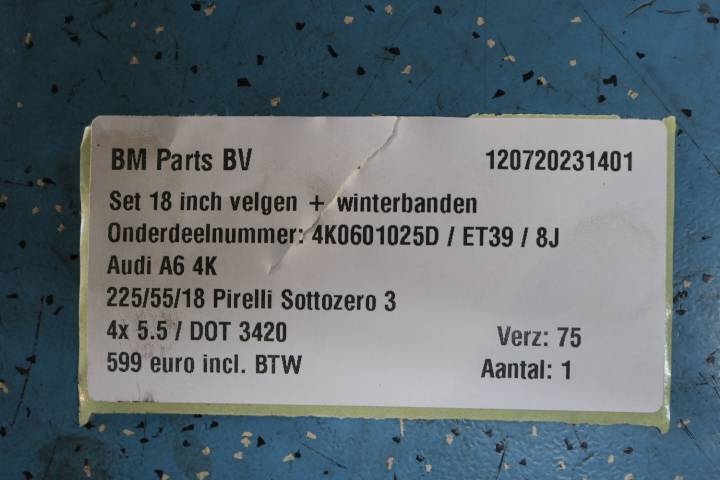 BM Parts BV 120720231401
Set 18 inch velgen + winterbanden
Onderdeelnummer: 4K0601025D / ET39 / 8J
Audi A6 4K
225/55/18 Pirelli Sottozero 3
4x 5.5 / DOT 3420 Verz: 75
599 euro incl. BTW Aantal: 1